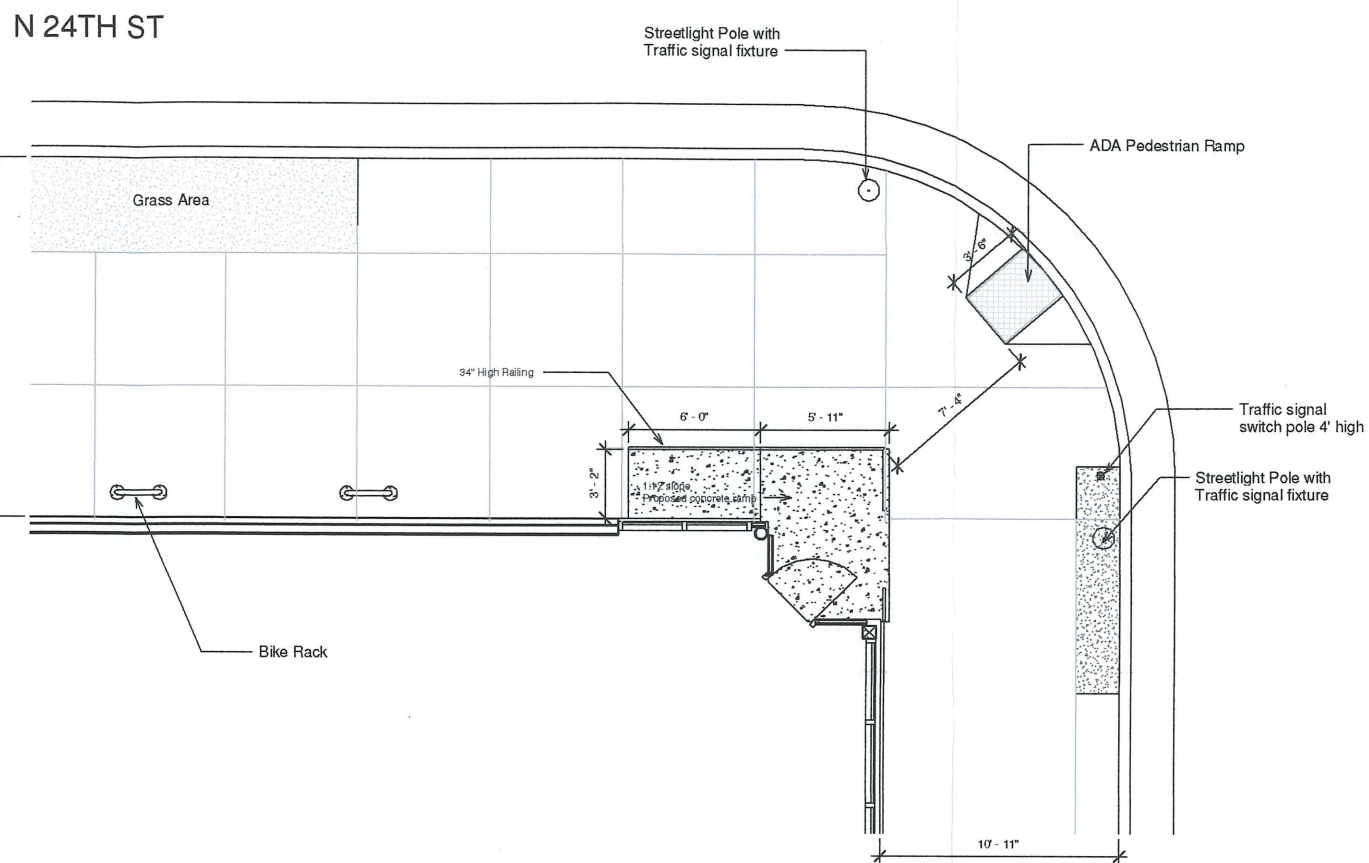 N 24TH ST
Streetlight Pole with
Traffic signal fixture
ADA Pedestrian Ramp
Grass Area
3' - 6"
34" High Railing
7' - 4"
6' - 0"
5' - 11"
Traffic signal
switch pole 4' high
3' - 2"
1:12 slope
Proposed concrete ramp
Streetlight Pole with
Traffic signal fixture
Bike Rack
10' - 11"